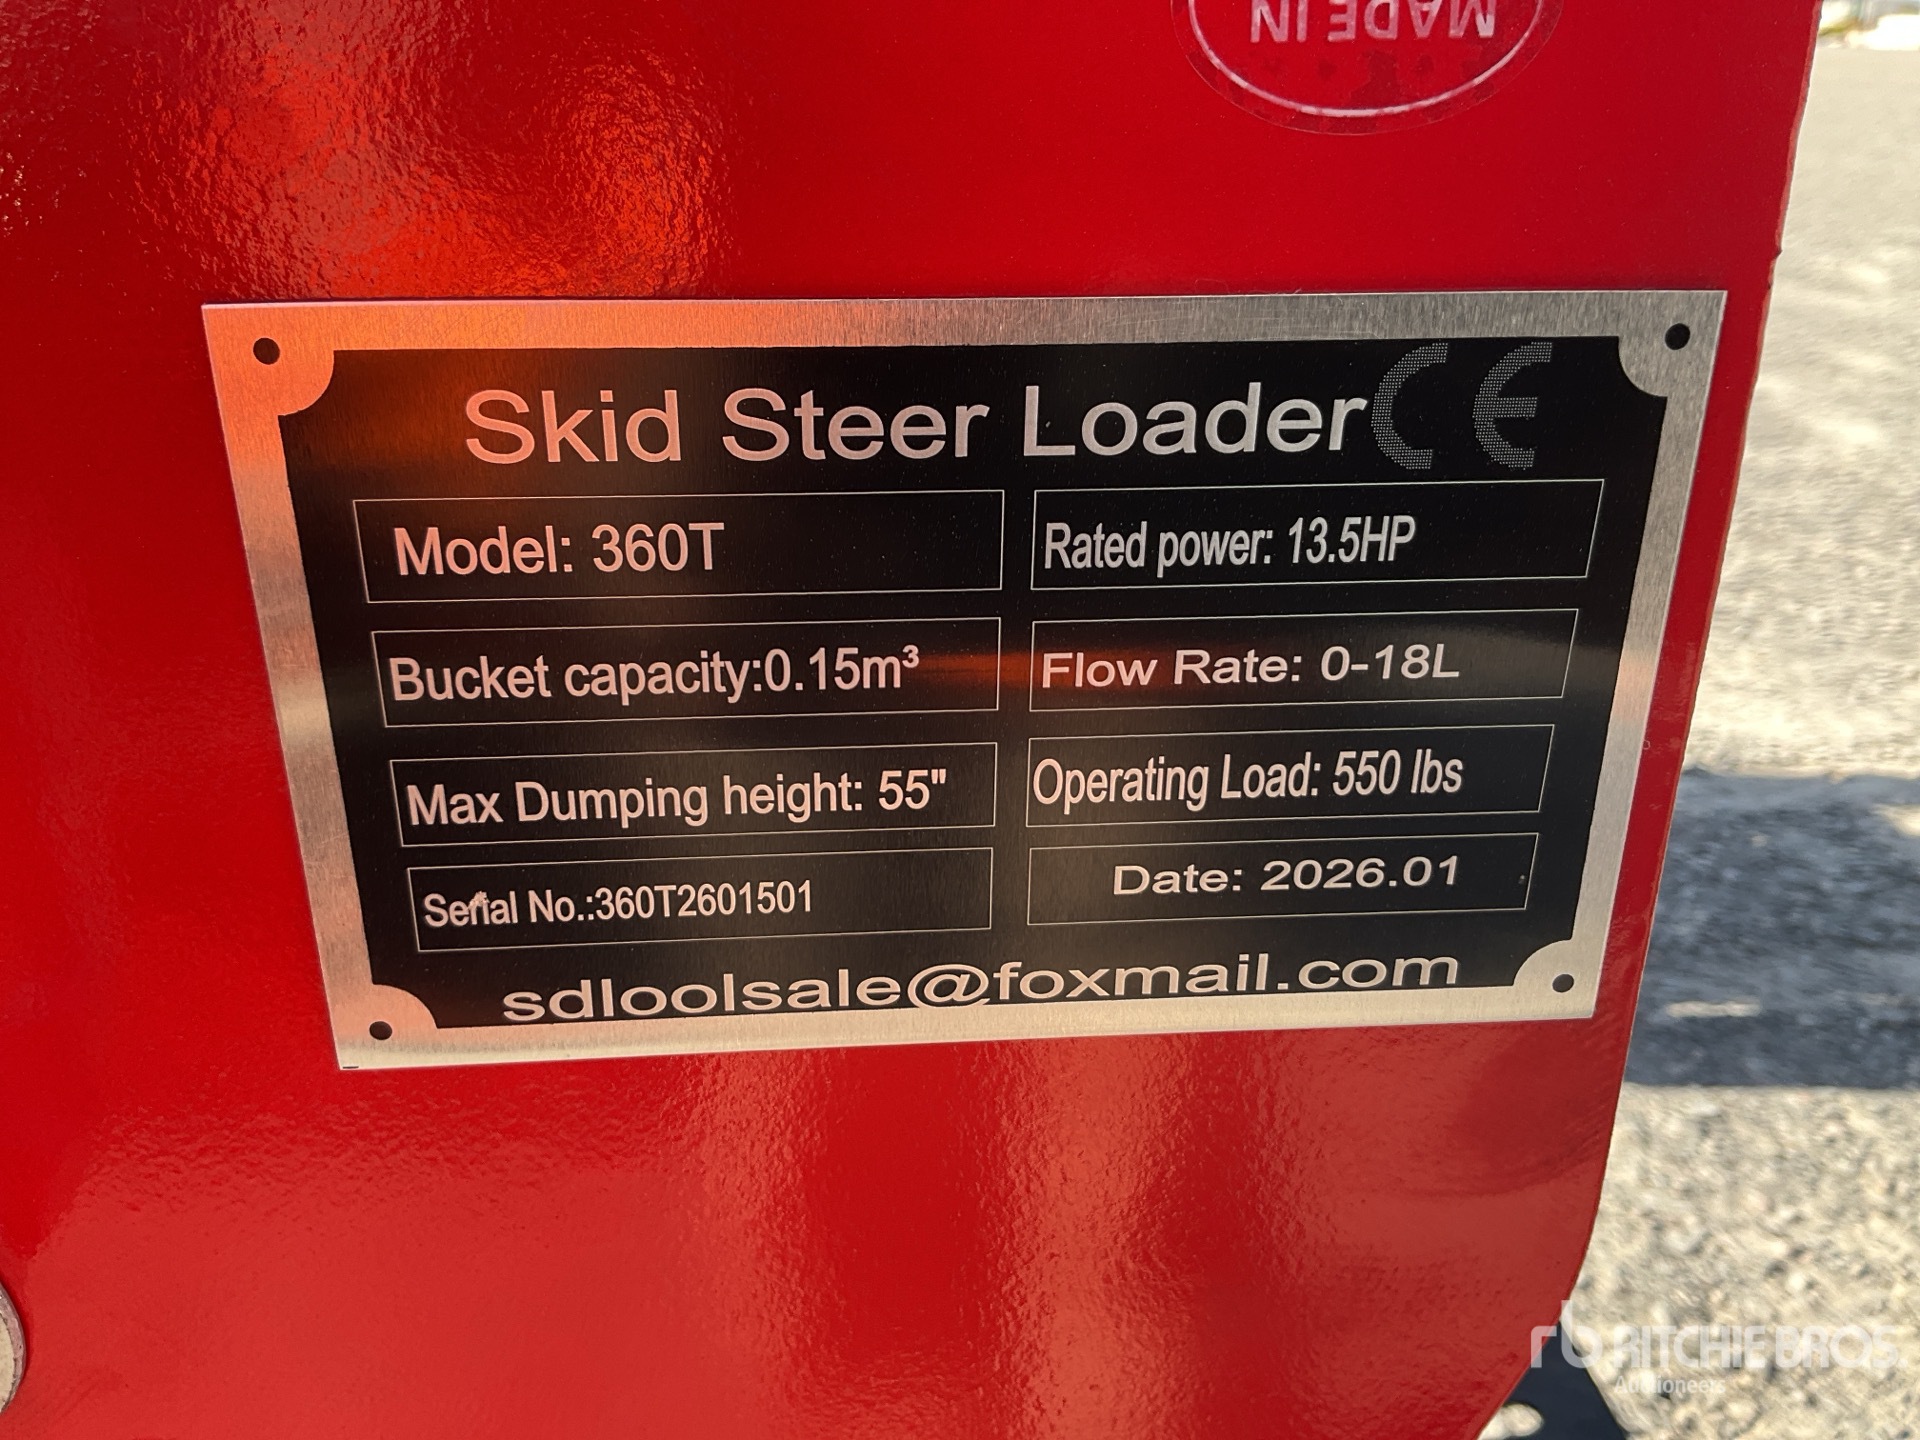 MADE IN
Skid Steer Loader CE
Model: 360T
Rated power: 13.5HP
Bucket capacity:0.15m³
Flow Rate: 0-18L
Max Dumping height: 55"
Operating Load: 550 lbs
Serial No.:360T2601501
Date: 2026.01
sdloolsale@foxmail.com
rb RITCHIE BROS.
Auctioneers